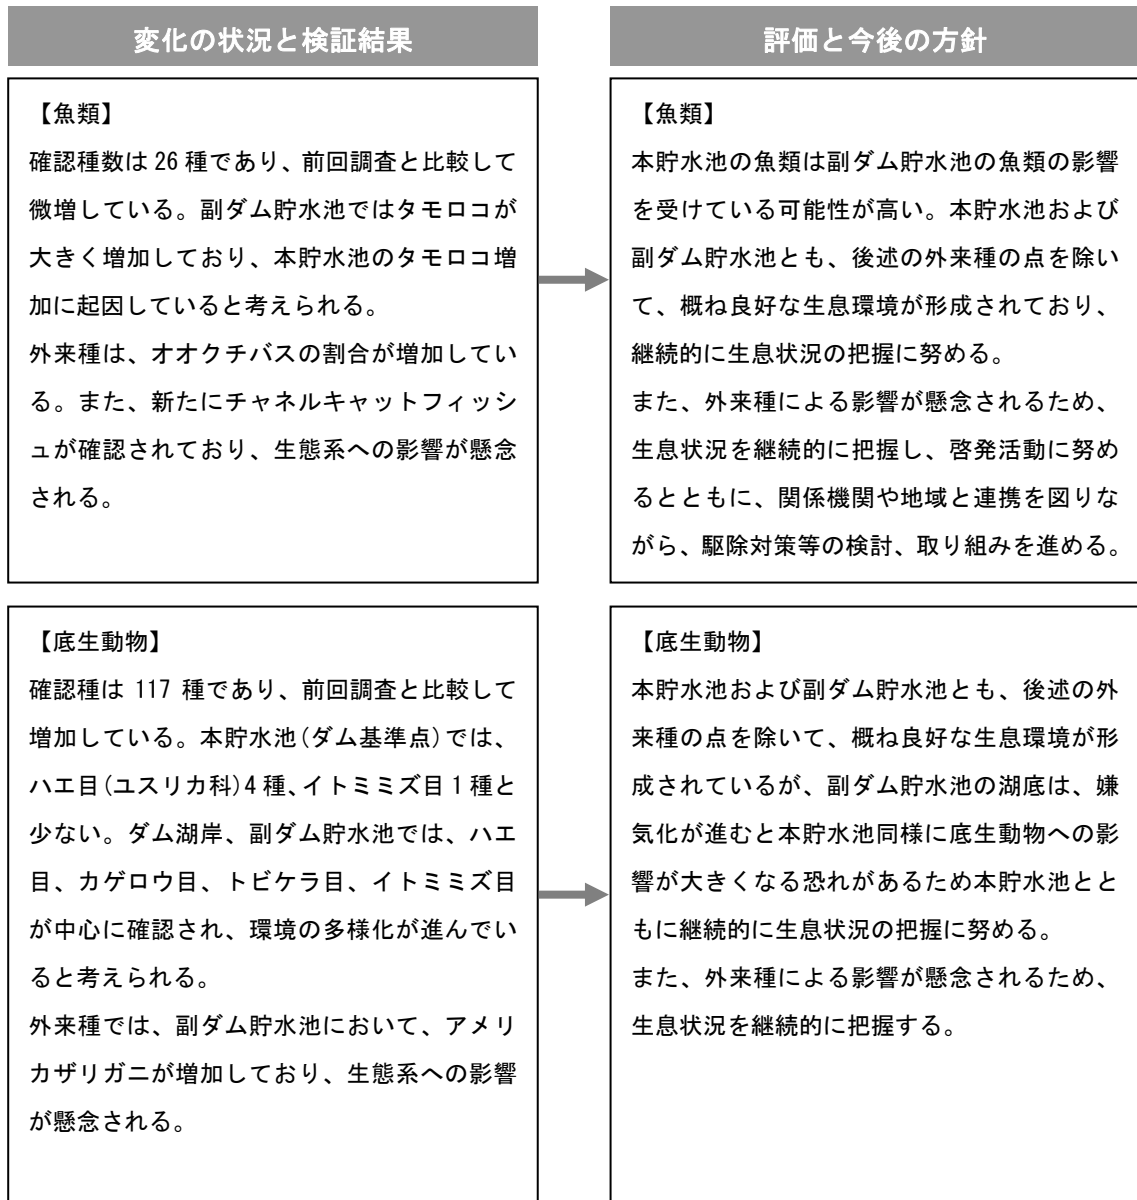 変化の状況と検証結果
評価と今後の方針
【魚類】
確認種数は 26 種であり、前回調査と比較して
微増している。副ダム貯水池ではタモロコが
大きく増加しており、本貯水池のタモロコ増
加に起因していると考えられる。
外来種は、オオクチバスの割合が増加してい
る。また、新たにチャネルキャットフィッシ
ュが確認されており、生態系への影響が懸念
される。
【魚類】
本貯水池の魚類は副ダム貯水池の魚類の影響
を受けている可能性が高い。本貯水池および
副ダム貯水池とも、後述の外来種の点を除い
て、概ね良好な生息環境が形成されており、
継続的に生息状況の把握に努める。
また、外来種による影響が懸念されるため、
生息状況を継続的に把握し、啓発活動に努め
るとともに、関係機関や地域と連携を図りな
がら、駆除対策等の検討、取り組みを進める。
【底生動物】
確認種は 117 種であり、前回調査と比較して
増加している。本貯水池(ダム基準点)では、
ハエ目(ユスリカ科)4 種、イトミミズ目 1 種と
少ない。ダム湖岸、副ダム貯水池では、ハエ
目、カゲロウ目、トビケラ目、イトミミズ目
が中心に確認され、環境の多様化が進んでい
ると考えられる。
外来種では、副ダム貯水池において、アメリ
カザリガニが増加しており、生態系への影響
が懸念される。
【底生動物】
本貯水池および副ダム貯水池とも、後述の外
来種の点を除いて、概ね良好な生息環境が形
成されているが、副ダム貯水池の湖底は、嫌
気化が進むと本貯水池同様に底生動物への影
響が大きくなる恐れがあるため本貯水池とと
もに継続的に生息状況の把握に努める。
また、外来種による影響が懸念されるため、
生息状況を継続的に把握する。